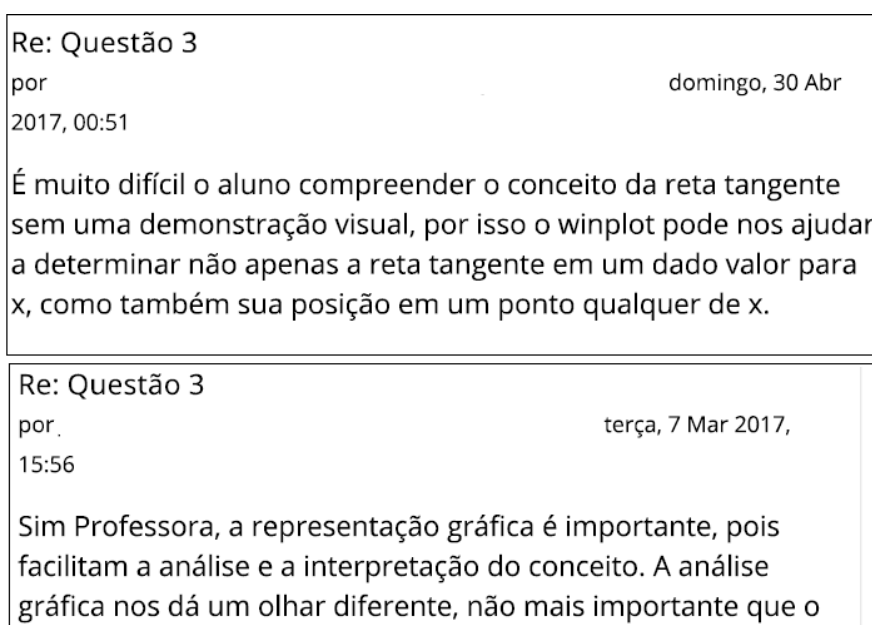 Re: Questão 3
por domingo, 30 Abr
2017, 00:51
É muito difícil o aluno compreender o conceito da reta tangente
sem uma demonstração visual, por isso o winplot pode nos ajudar
a determinar não apenas a reta tangente em um dado valor para
x, como também sua posição em um ponto qualquer de x.
Re: Questão 3
por terça, 7 Mar 2017,
15:56
Sim Professora, a representação gráfica é importante, pois
facilitam a análise e a interpretação do conceito. A análise
gráfica nos dá um olhar diferente, não mais importante que o